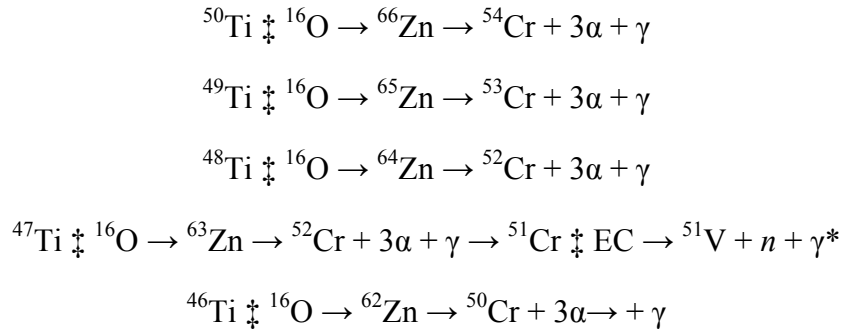 ⁵⁰Ti ‡ ¹⁶O → ⁶⁶Zn → ⁵⁴Cr + 3α + γ
⁴⁹Ti ‡ ¹⁶O → ⁶⁵Zn → ⁵³Cr + 3α + γ
⁴⁸Ti ‡ ¹⁶O → ⁶⁴Zn → ⁵²Cr + 3α + γ
⁴⁷Ti ‡ ¹⁶O → ⁶³Zn → ⁵²Cr + 3α + γ → ⁵¹Cr ‡ EC → ⁵¹V + n + γ*
⁴⁶Ti ‡ ¹⁶O → ⁶²Zn → ⁵⁰Cr + 3α→ + γ